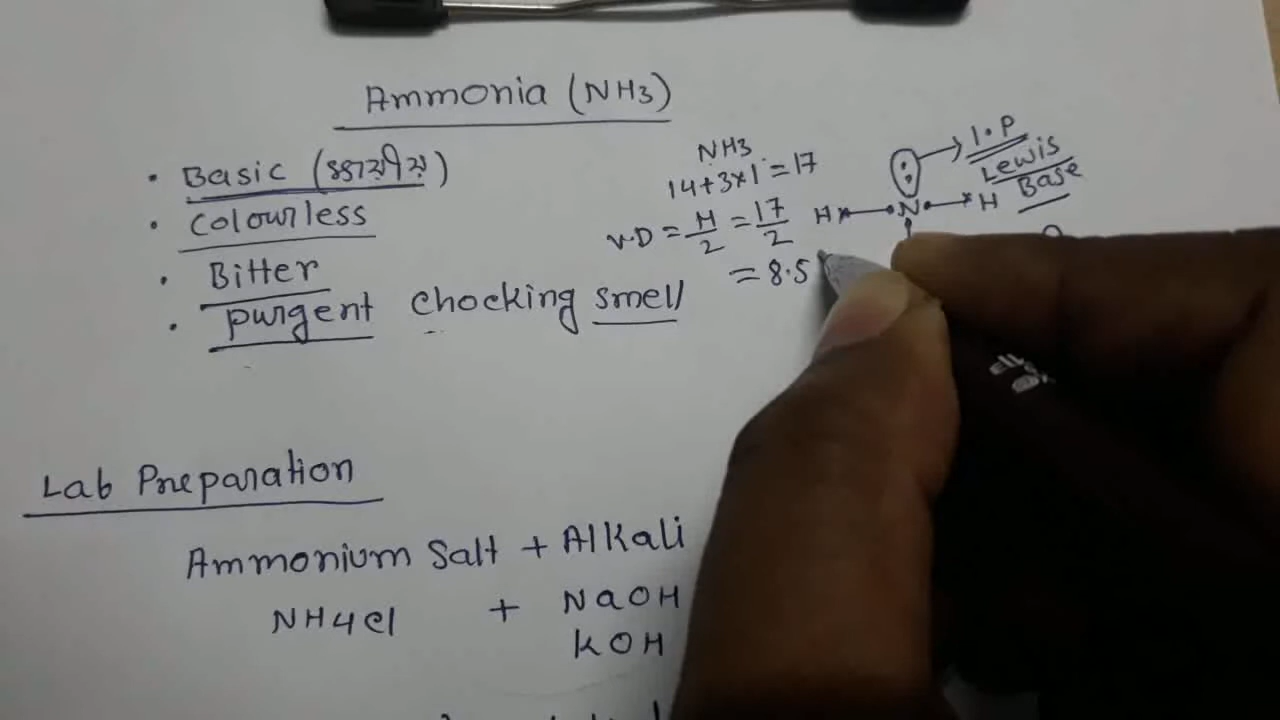 Ammonia (NH3)
• Basic (ক্ষারীয়)
• Colourless
• Bitter
• purgent chocking smell
NH3
14+3×1=17
V.D = M/2 = 17/2
= 8.5
l.p
Lewis
Base
H N H
Lab Preparation
Ammonium Salt + Alkali
NH4Cl + NaOH
KOH